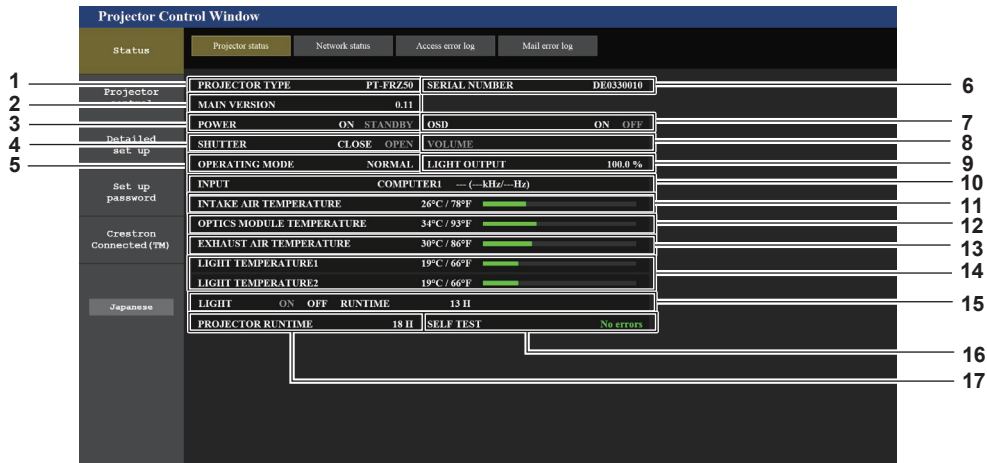 Projector Control Window
Status
Projector status Network status Access error log Mail error log
1 PROJECTOR TYPE PT-FRZ50 SERIAL NUMBER DE0330010 6
Projector
2 MAIN VERSION 0.11
3 POWER ON STANDBY OSD ON OFF 7
Detailed
set up
4 SHUTTER CLOSE OPEN VOLUME 8
5 OPERATING MODE NORMAL LIGHT OUTPUT 100.0 % 9
Set up
password
INPUT COMPUTER1 --- (---kHz/---Hz) 10
INTAKE AIR TEMPERATURE 26°C / 78°F 11
OPTICS MODULE TEMPERATURE 34°C / 93°F 12
Crestron
Connected(TM)
EXHAUST AIR TEMPERATURE 30°C / 86°F 13
LIGHT TEMPERATURE1 19°C / 66°F 14
LIGHT TEMPERATURE2 19°C / 66°F
Japanese
LIGHT ON OFF RUNTIME 13 H 15
PROJECTOR RUNTIME 18 H SELF TEST No errors
16
17